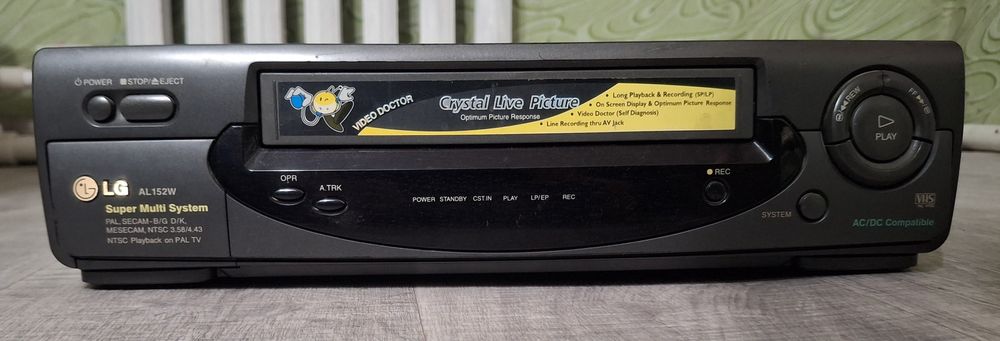 POWER
STOP/EJECT
VIDEO DOCTOR
Crystal Live Picture
Optimum Picture Response
• Long Playback & Recording (SP/LP)
• On Screen Display & Optimum Picture Response
• Video Doctor (Self Diagnosis)
• Line Recording thru AV Jack
REW
FF
PLAY
LG
LG AL152W
Super Multi System
PAL, SECAM-B/G D/K,
MESECAM, NTSC 3.58/4.43
NTSC Playback on PAL TV
OPR
A.TRK
POWER STANDBY CST IN PLAY LP/EP REC
REC
SYSTEM
VHS
AC/DC Compatible